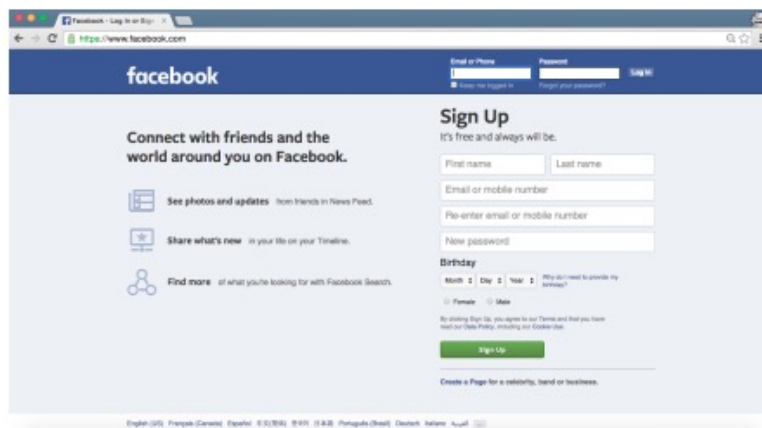 Facebook - Log In or Sign
https://www.facebook.com
facebook
Email or Phone
Password
Log In
Keep me logged in
Forgot your password?
Connect with friends and the
world around you on Facebook.
See photos and updates from friends in News Feed.
Share what's new in your life on your Timeline.
Find more of what you're looking for with Facebook Search.
Sign Up
It's free and always will be.
First name
Last name
Email or mobile number
Re-enter email or mobile number
New password
Birthday
Month Day Year
Why do I need to provide my
birthday?
Female Male
By clicking Sign Up, you agree to our Terms and that you have
read our Data Policy, including our Cookie Use.
Sign Up
Create a Page for a celebrity, band or business.
English (US) Français (Canada) Español 中文(简体) 한국어 日本語 Português (Brasil) Deutsch Italiano العربية